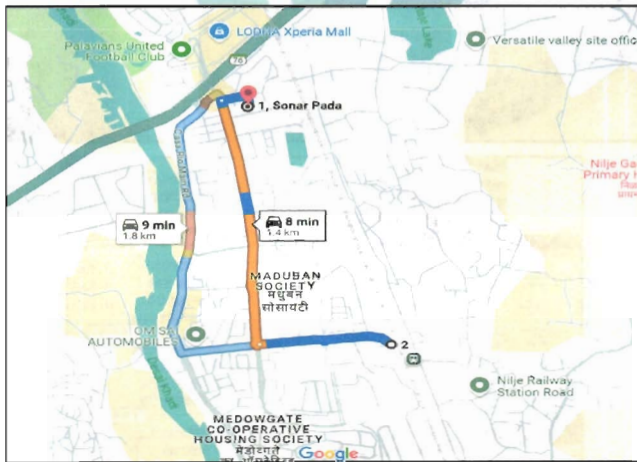 LODHA Xperia Mall
Palavians United
Football Club
76
Versatile valley site office
1, Sonar Pada
Nilje Ga
Primary H
9 min
1.8 km
8 min
1.4 km
MADUBAN
SOCIETY
मधुबन
सोसायटी
OM SAI
AUTOMOBILES
2
Nilje Railway
Station Road
MEDOWGATE
CO-OPERATIVE
HOUSING SOCIETY
Google